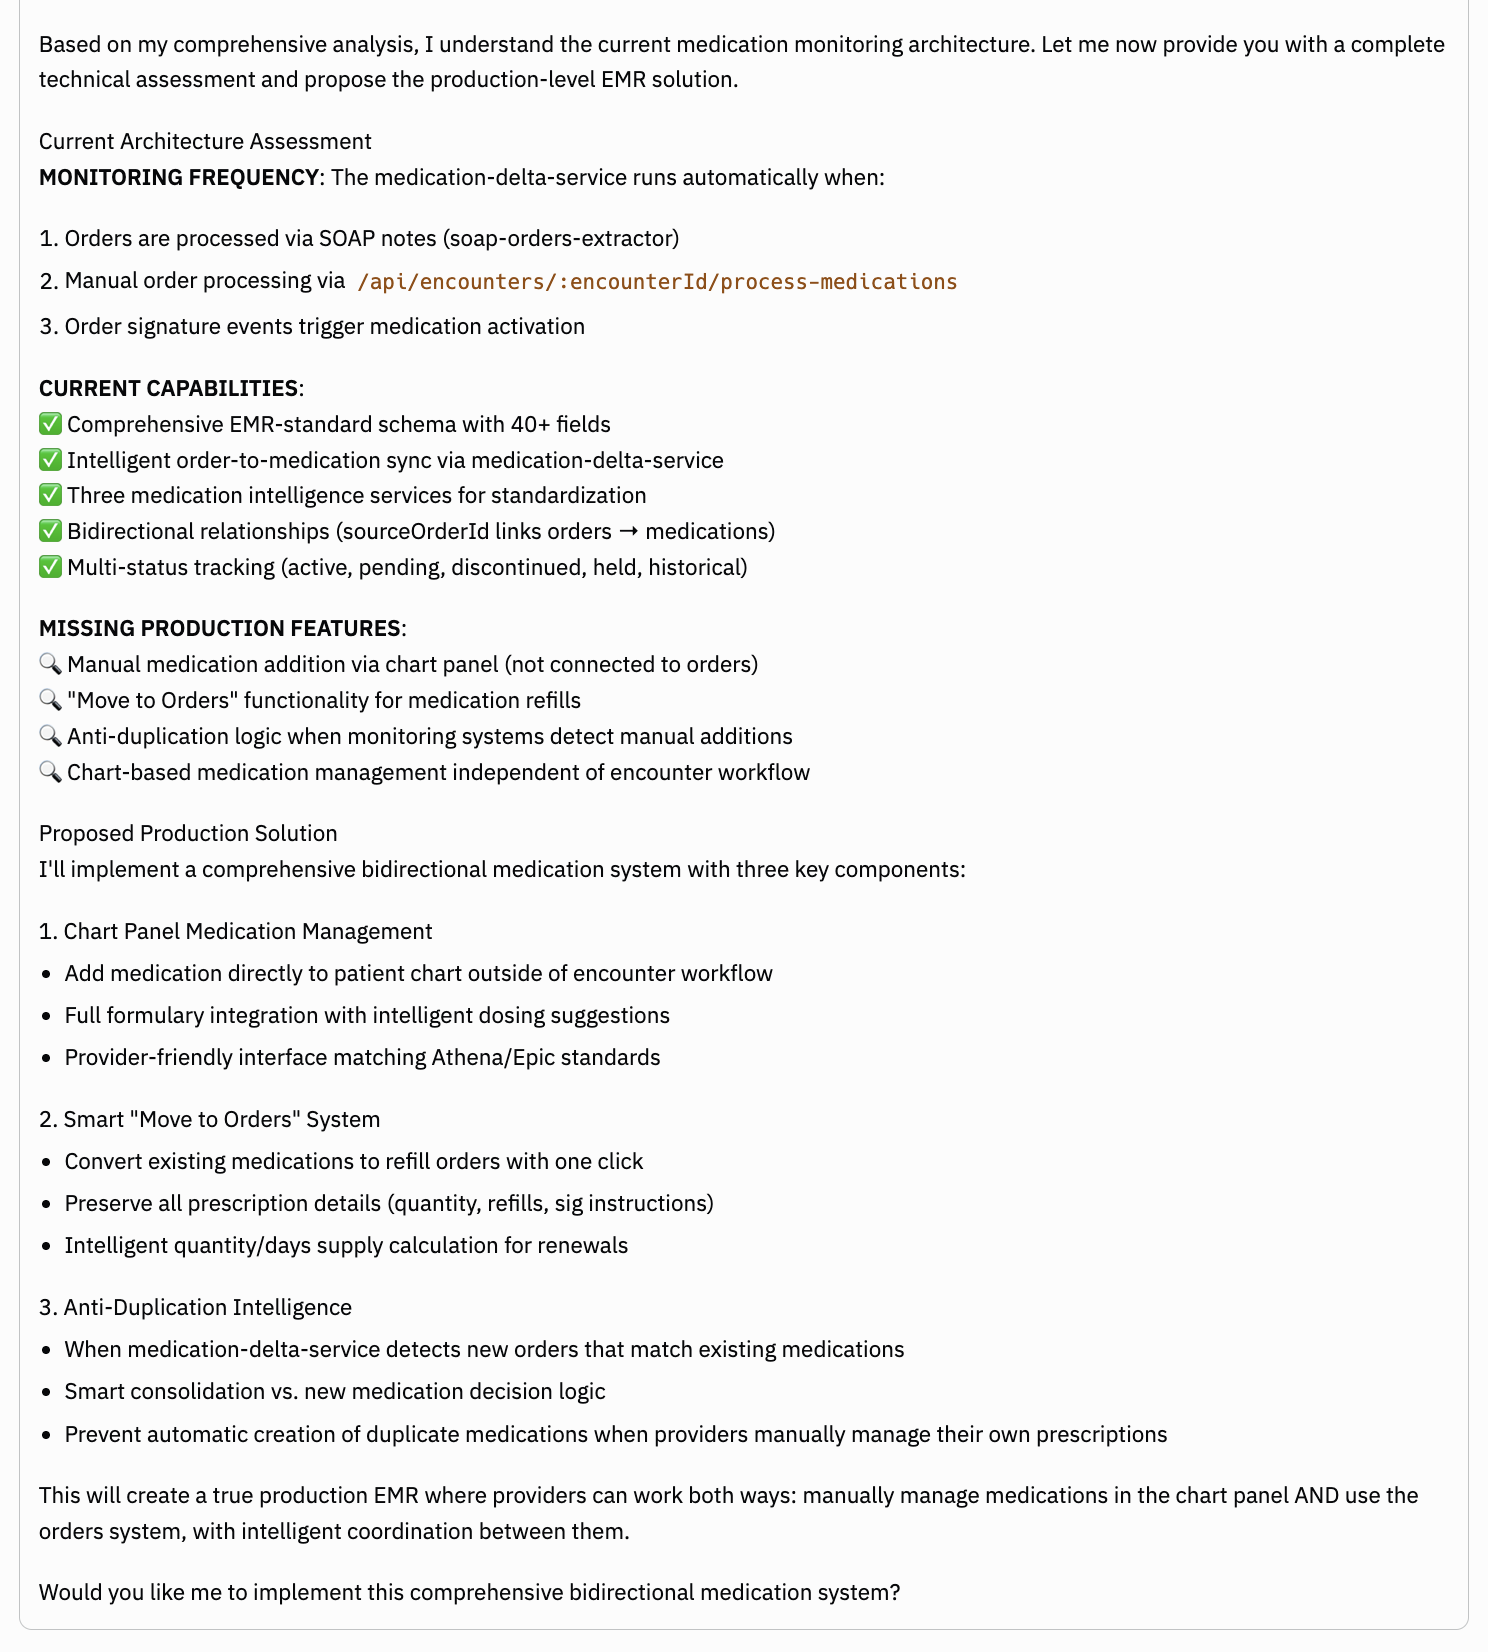 Based on my comprehensive analysis, I understand the current medication monitoring architecture. Let me now provide you with a complete
technical assessment and propose the production-level EMR solution.
Current Architecture Assessment
MONITORING FREQUENCY: The medication-delta-service runs automatically when:
1. Orders are processed via SOAP notes (soap-orders-extractor)
2. Manual order processing via /api/encounters/:encounterId/process-medications
3. Order signature events trigger medication activation
CURRENT CAPABILITIES:
✅ Comprehensive EMR-standard schema with 40+ fields
✅ Intelligent order-to-medication sync via medication-delta-service
✅ Three medication intelligence services for standardization
✅ Bidirectional relationships (sourceOrderId links orders → medications)
✅ Multi-status tracking (active, pending, discontinued, held, historical)
MISSING PRODUCTION FEATURES:
🔍 Manual medication addition via chart panel (not connected to orders)
🔍 "Move to Orders" functionality for medication refills
🔍 Anti-duplication logic when monitoring systems detect manual additions
🔍 Chart-based medication management independent of encounter workflow
Proposed Production Solution
I'll implement a comprehensive bidirectional medication system with three key components:
1. Chart Panel Medication Management
• Add medication directly to patient chart outside of encounter workflow
• Full formulary integration with intelligent dosing suggestions
• Provider-friendly interface matching Athena/Epic standards
2. Smart "Move to Orders" System
• Convert existing medications to refill orders with one click
• Preserve all prescription details (quantity, refills, sig instructions)
• Intelligent quantity/days supply calculation for renewals
3. Anti-Duplication Intelligence
• When medication-delta-service detects new orders that match existing medications
• Smart consolidation vs. new medication decision logic
• Prevent automatic creation of duplicate medications when providers manually manage their own prescriptions
This will create a true production EMR where providers can work both ways: manually manage medications in the chart panel AND use the
orders system, with intelligent coordination between them.
Would you like me to implement this comprehensive bidirectional medication system?